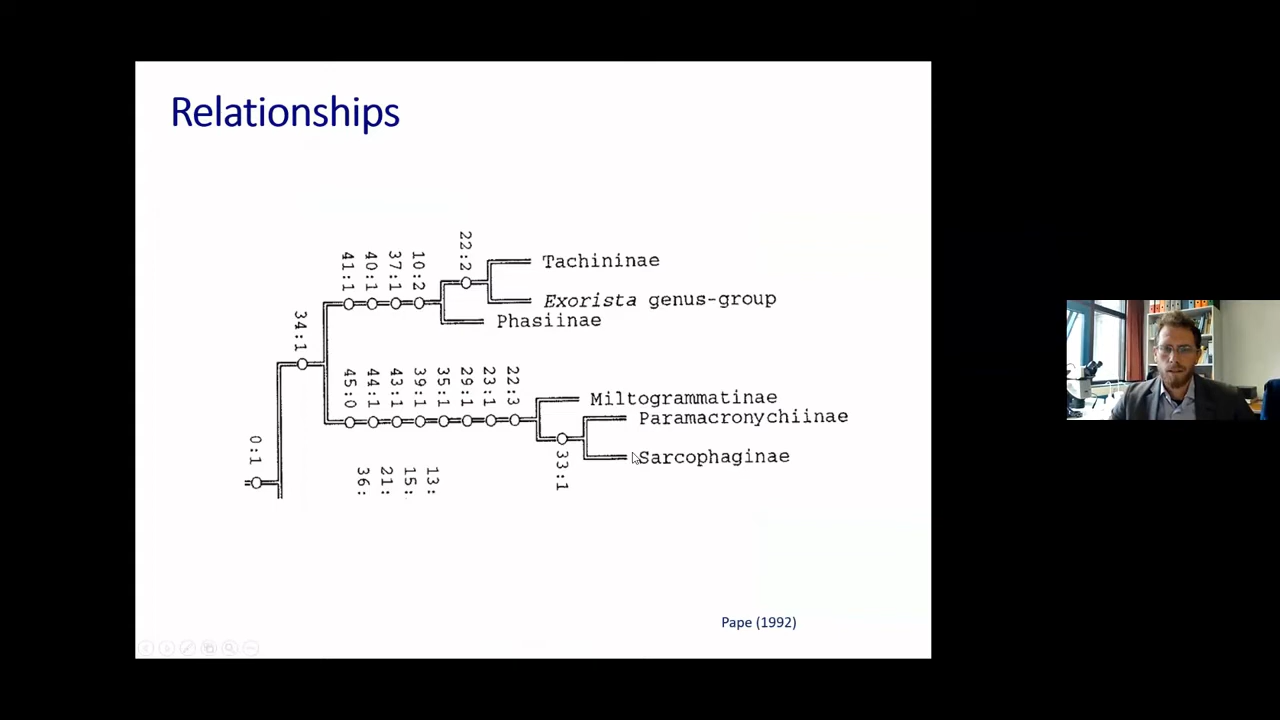 Relationships
22:2
41:1 40:1 37:1 10:2
Tachininae
Exorista genus-group
Phasiinae
34:1
45:0 44:1 43:1 39:1 35:1 29:1 23:1 22:3
Miltogrammatinae
Paramacronychiinae
0:1
33:1
Sarcophaginae
36: 21: 15: 13:
Pape (1992)